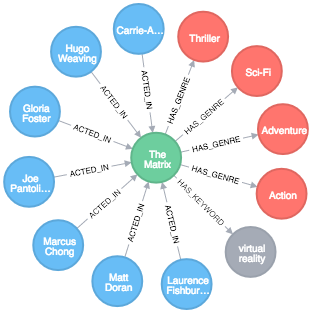 Carrie-A…
ACTED_IN
Thriller
HAS_GENRE
Hugo
Weaving
ACTED_IN
Sci-Fi
HAS_GENRE
Gloria
Foster
ACTED_IN
Adventure
HAS_GENRE
The
Matrix
Joe
Pantoli…
ACTED_IN
Action
HAS_GENRE
Marcus
Chong
ACTED_IN
virtual
reality
HAS_KEYWORD
Matt
Doran
ACTED_IN
Laurence
Fishbur…
ACTED_IN